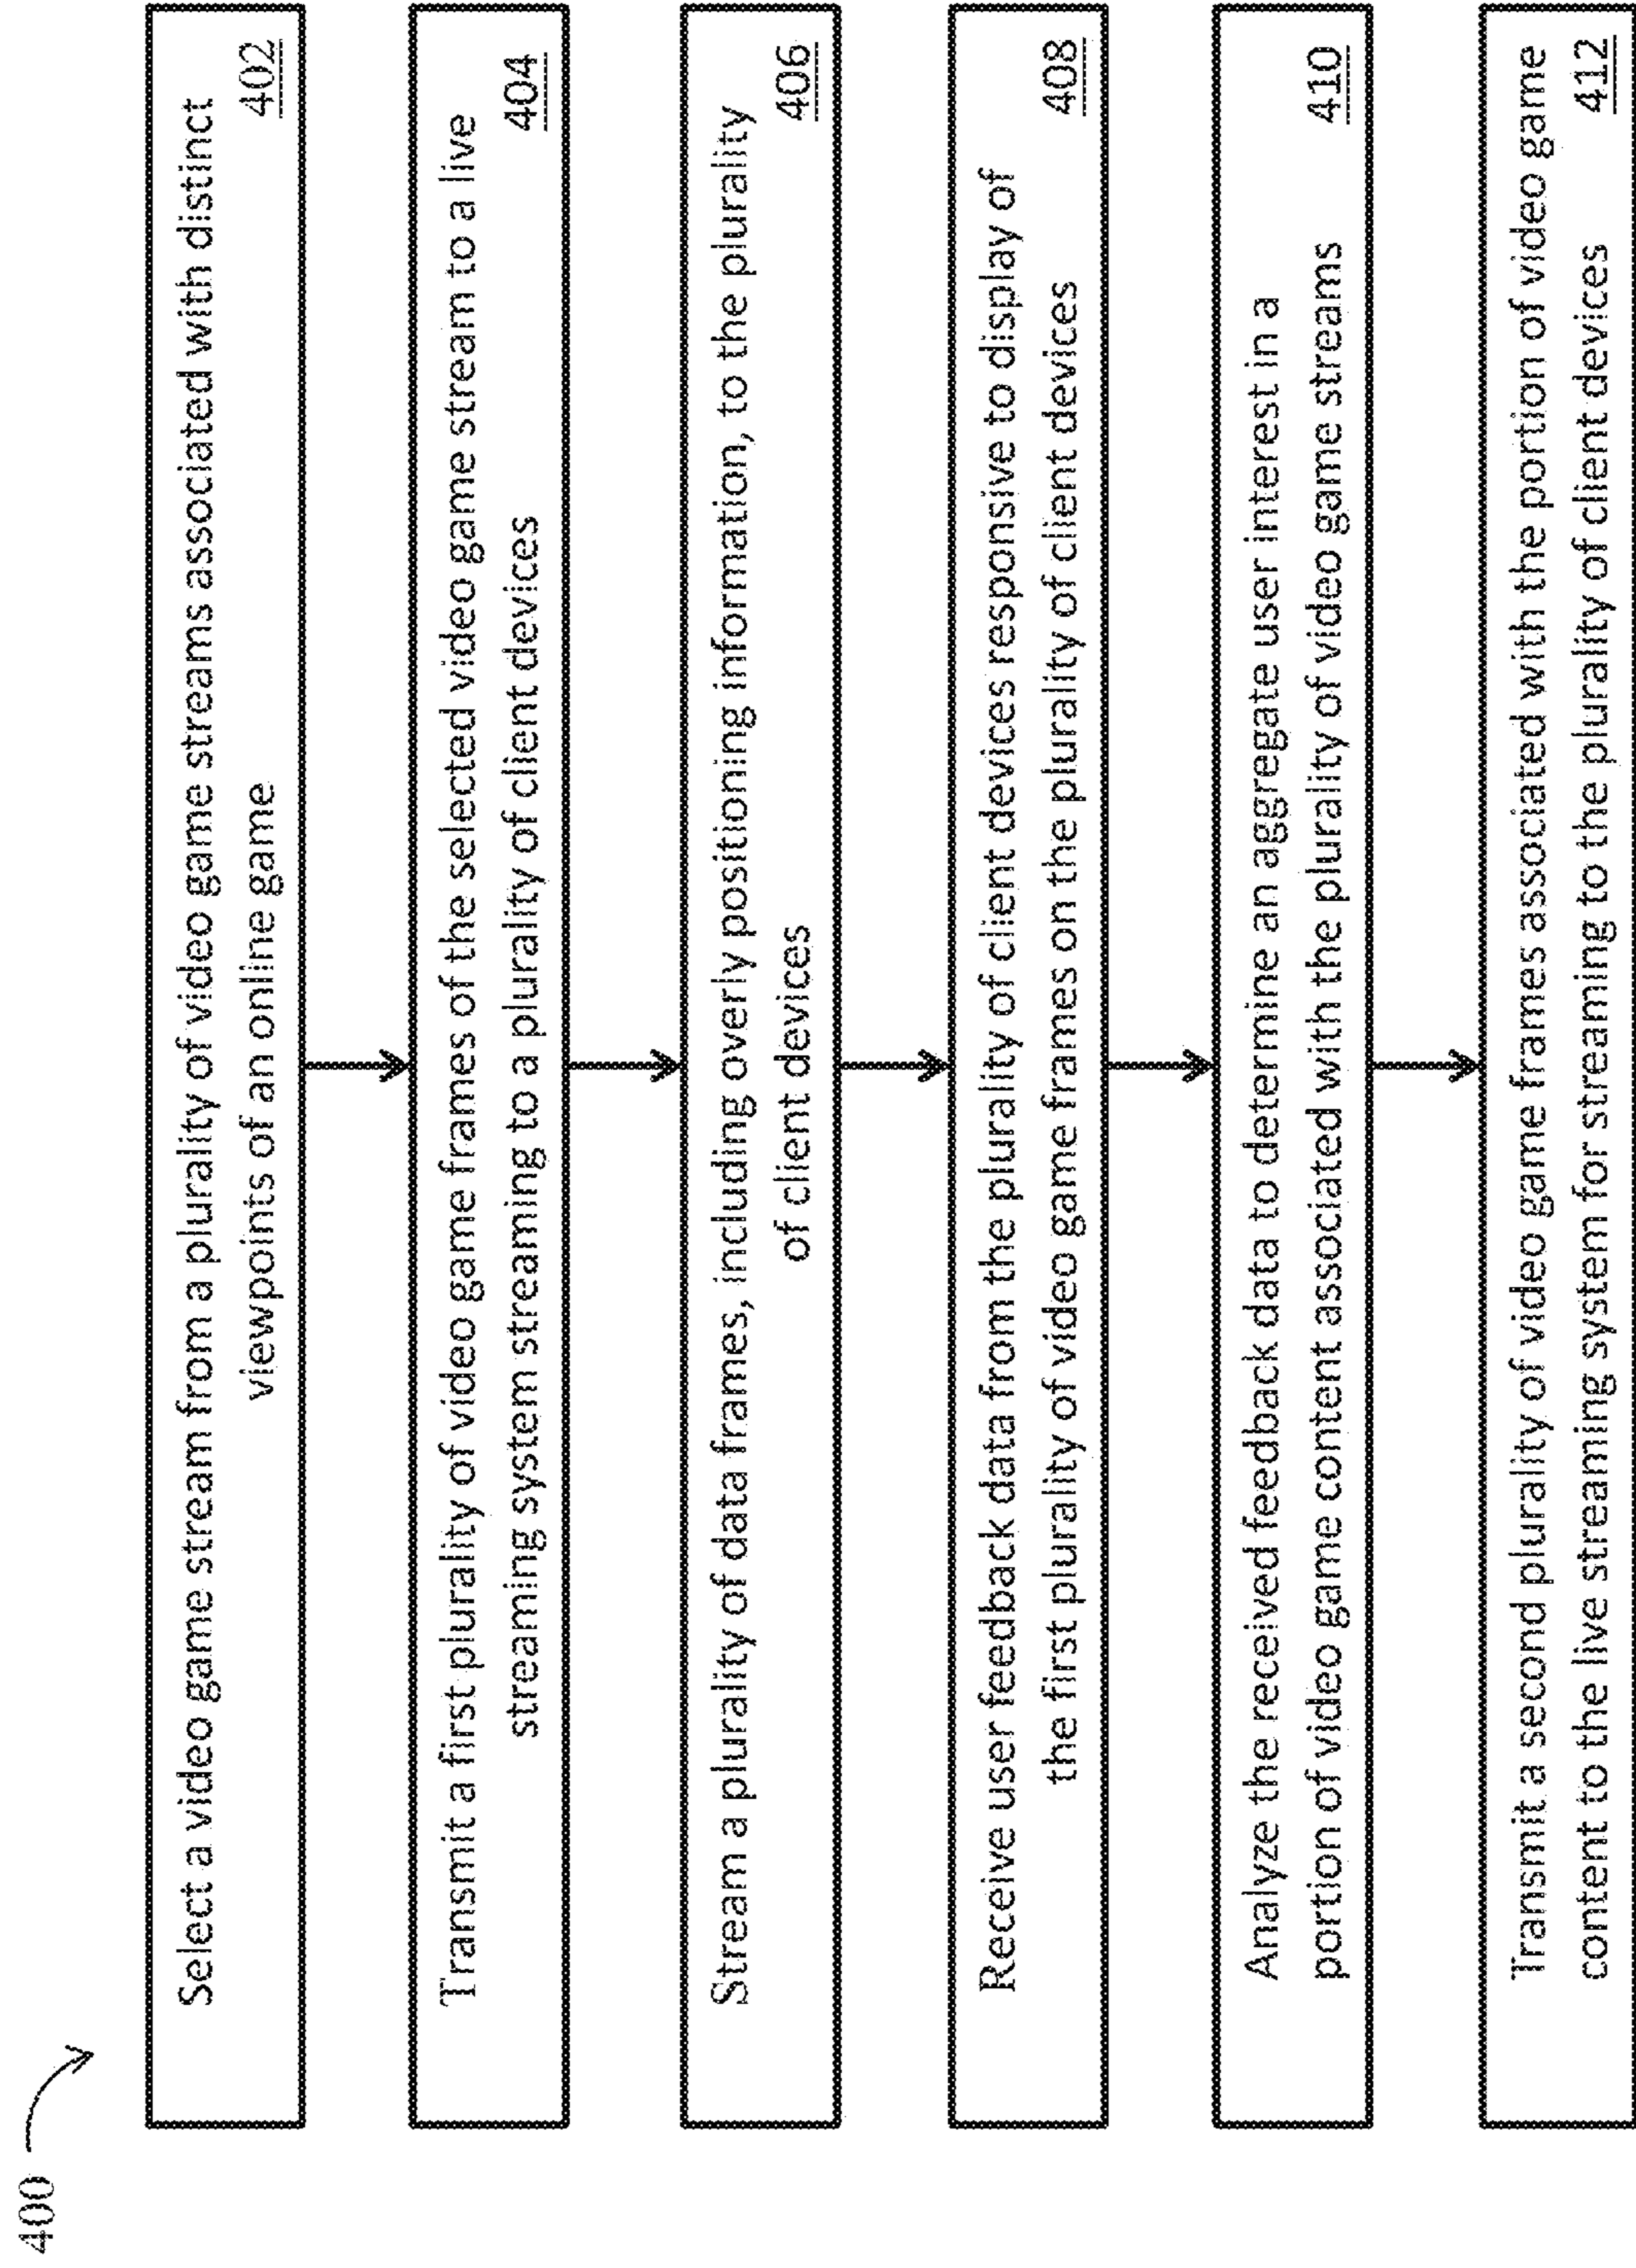 400
Select a video game stream from a plurality of video game streams associated with distinct
viewpoints of an online game
402
Transmit a first plurality of video game frames of the selected video game stream to a live
streaming system streaming to a plurality of client devices
404
Stream a plurality of data frames, including overly positioning information, to the plurality
of client devices
406
Receive user feedback data from the plurality of client devices responsive to display of
the first plurality of video game frames on the plurality of client devices
408
Analyze the received feedback data to determine an aggregate user interest in a
portion of video game content associated with the plurality of video game streams
410
Transmit a second plurality of video game frames associated with the portion of video game
content to the live streaming system for streaming to the plurality of client devices
412